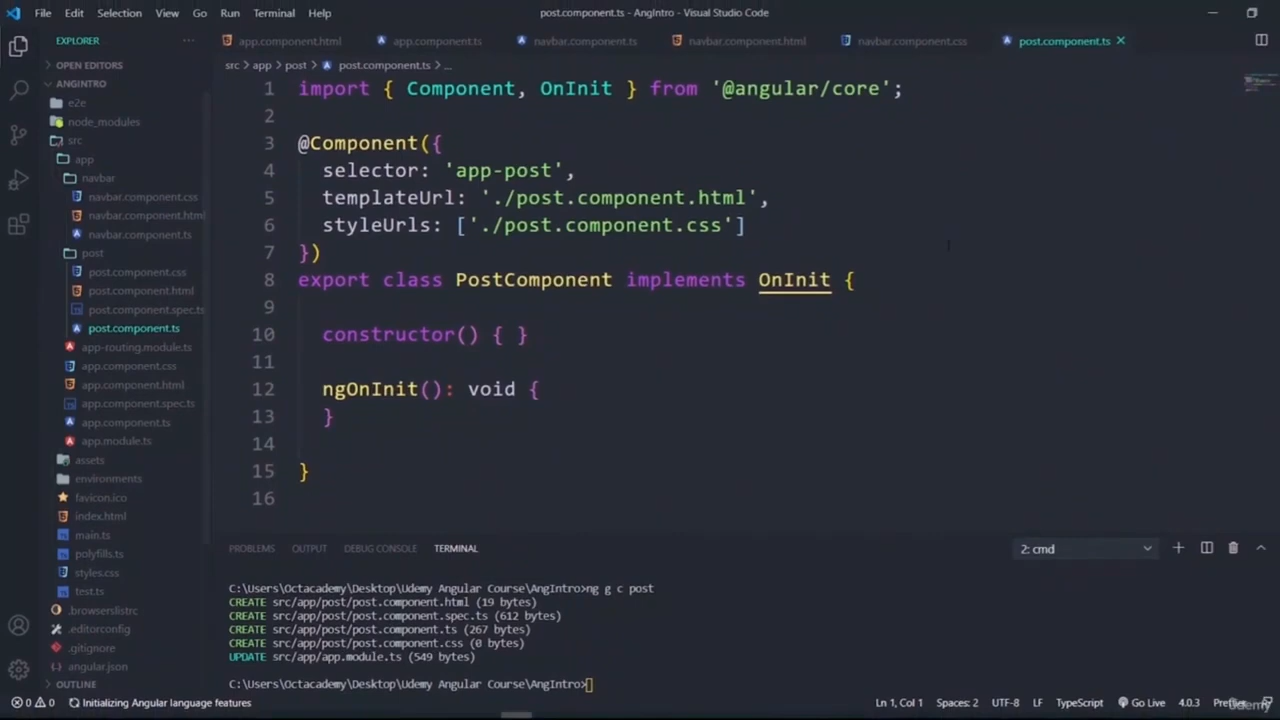 File Edit Selection View Go Run Terminal Help
post.component.ts - AngIntro - Visual Studio Code
EXPLORER
OPEN EDITORS
ANGINTRO
e2e
node_modules
src
app
navbar
navbar.component.css
navbar.component.html
navbar.component.ts
post
post.component.css
post.component.html
post.component.spec.ts
post.component.ts
app-routing.module.ts
app.component.css
app.component.html
app.component.spec.ts
app.component.ts
app.module.ts
assets
environments
favicon.ico
index.html
main.ts
polyfills.ts
styles.css
test.ts
.browserslistrc
.editorconfig
.gitignore
angular.json
OUTLINE
app.component.html app.component.ts navbar.component.ts navbar.component.html navbar.component.css post.component.ts
src > app > post > post.component.ts > ...
1 import { Component, OnInit } from '@angular/core';
2
3 @Component({
4 selector: 'app-post',
5 templateUrl: './post.component.html',
6 styleUrls: ['./post.component.css']
7 })
8 export class PostComponent implements OnInit {
9
10 constructor() { }
11
12 ngOnInit(): void {
13 }
14
15 }
16
PROBLEMS OUTPUT DEBUG CONSOLE TERMINAL
2: cmd
C:\Users\Octacademy\Desktop\Udemy Angular Course\AngIntro>ng g c post
CREATE src/app/post/post.component.html (19 bytes)
CREATE src/app/post/post.component.spec.ts (612 bytes)
CREATE src/app/post/post.component.ts (267 bytes)
CREATE src/app/post/post.component.css (0 bytes)
UPDATE src/app/app.module.ts (549 bytes)
C:\Users\Octacademy\Desktop\Udemy Angular Course\AngIntro>
0 0 Initializing Angular language features
Ln 1, Col 1 Spaces: 2 UTF-8 LF TypeScript Go Live 4.0.3
Udemy